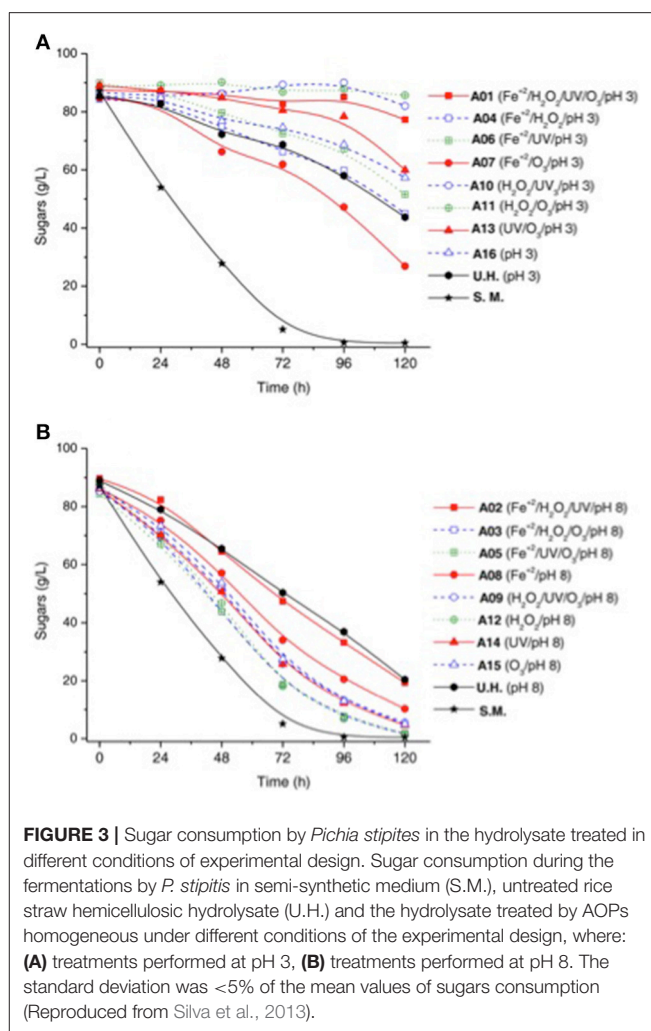 A
100
80
60
40
20
0
Sugars (g/L)
0 24 48 72 96 120
Time (h)
A01 (Fe⁺²/H₂O₂/UV/O₃/pH 3)
A04 (Fe⁺²/H₂O₂/pH 3)
A06 (Fe⁺²/UV/pH 3)
A07 (Fe⁺²/O₃/pH 3)
A10 (H₂O₂/UV₃/pH 3)
A11 (H₂O₂/O₃/pH 3)
A13 (UV/O₃/pH 3)
A16 (pH 3)
U.H. (pH 3)
S. M.
B
100
80
60
40
20
0
Sugars (g/L)
0 24 48 72 96 120
Time (h)
A02 (Fe⁺²/H₂O₂/UV/pH 8)
A03 (Fe⁺²/H₂O₂/O₃/pH 8)
A05 (Fe⁺²/UV/O₃/pH 8)
A08 (Fe⁺²/pH 8)
A09 (H₂O₂/UV/O₃/pH 8)
A12 (H₂O₂/pH 8)
A14 (UV/pH 8)
A15 (O₃/pH 8)
U.H. (pH 8)
S.M.
FIGURE 3 | Sugar consumption by Pichia stipites in the hydrolysate treated in
different conditions of experimental design. Sugar consumption during the
fermentations by P. stipitis in semi-synthetic medium (S.M.), untreated rice
straw hemicellulosic hydrolysate (U.H.) and the hydrolysate treated by AOPs
homogeneous under different conditions of the experimental design, where:
(A) treatments performed at pH 3, (B) treatments performed at pH 8. The
standard deviation was <5% of the mean values of sugars consumption
(Reproduced from Silva et al., 2013).